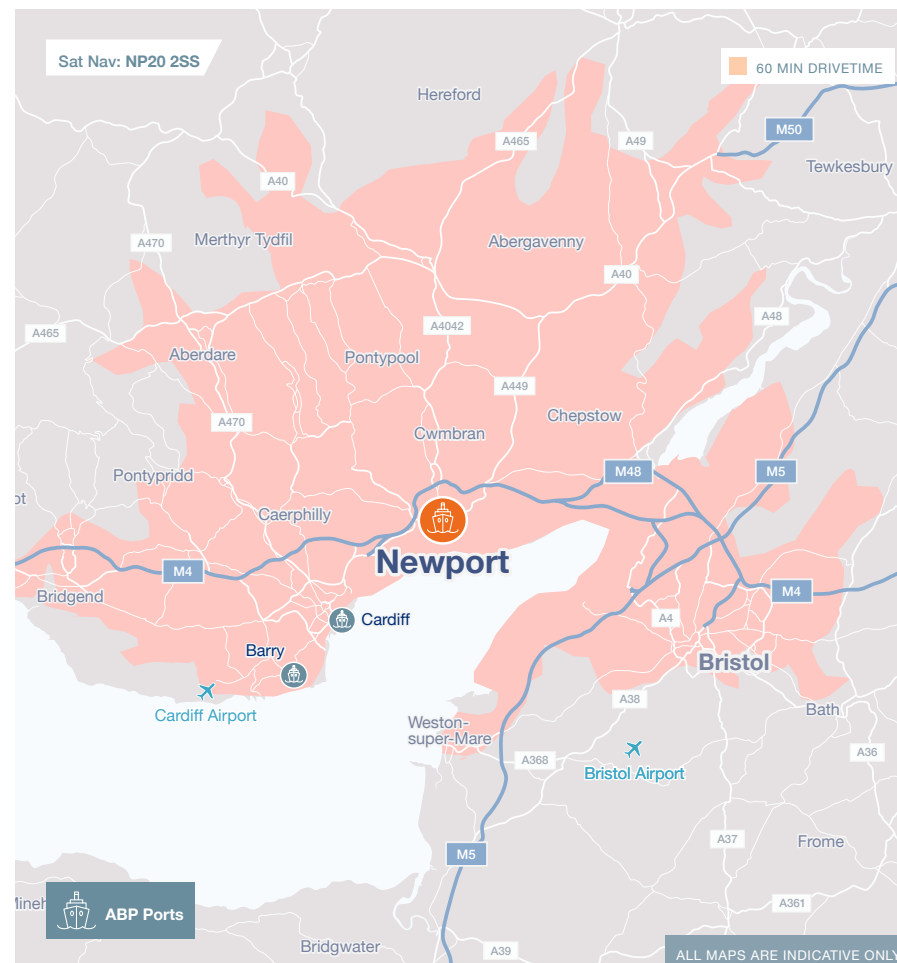 Sat Nav: NP20 2SS
60 MIN DRIVETIME
Hereford
M50
A465
A49
Tewkesbury
A40
Merthyr Tydfil
A470
Abergavenny
A40
A48
A465
A4042
Aberdare
Pontypool
A449
Chepstow
A470
Cwmbran
M48
M5
Pontypridd
ot
Caerphilly
Newport
M4
M4
Bridgend
A4
Cardiff
Barry
Bristol
A38
Bath
Cardiff Airport
Weston-
super-Mare
A36
A368
Bristol Airport
A37
Frome
M5
A361
Mineh
ABP Ports
Bridgwater
A39
ALL MAPS ARE INDICATIVE ONLY